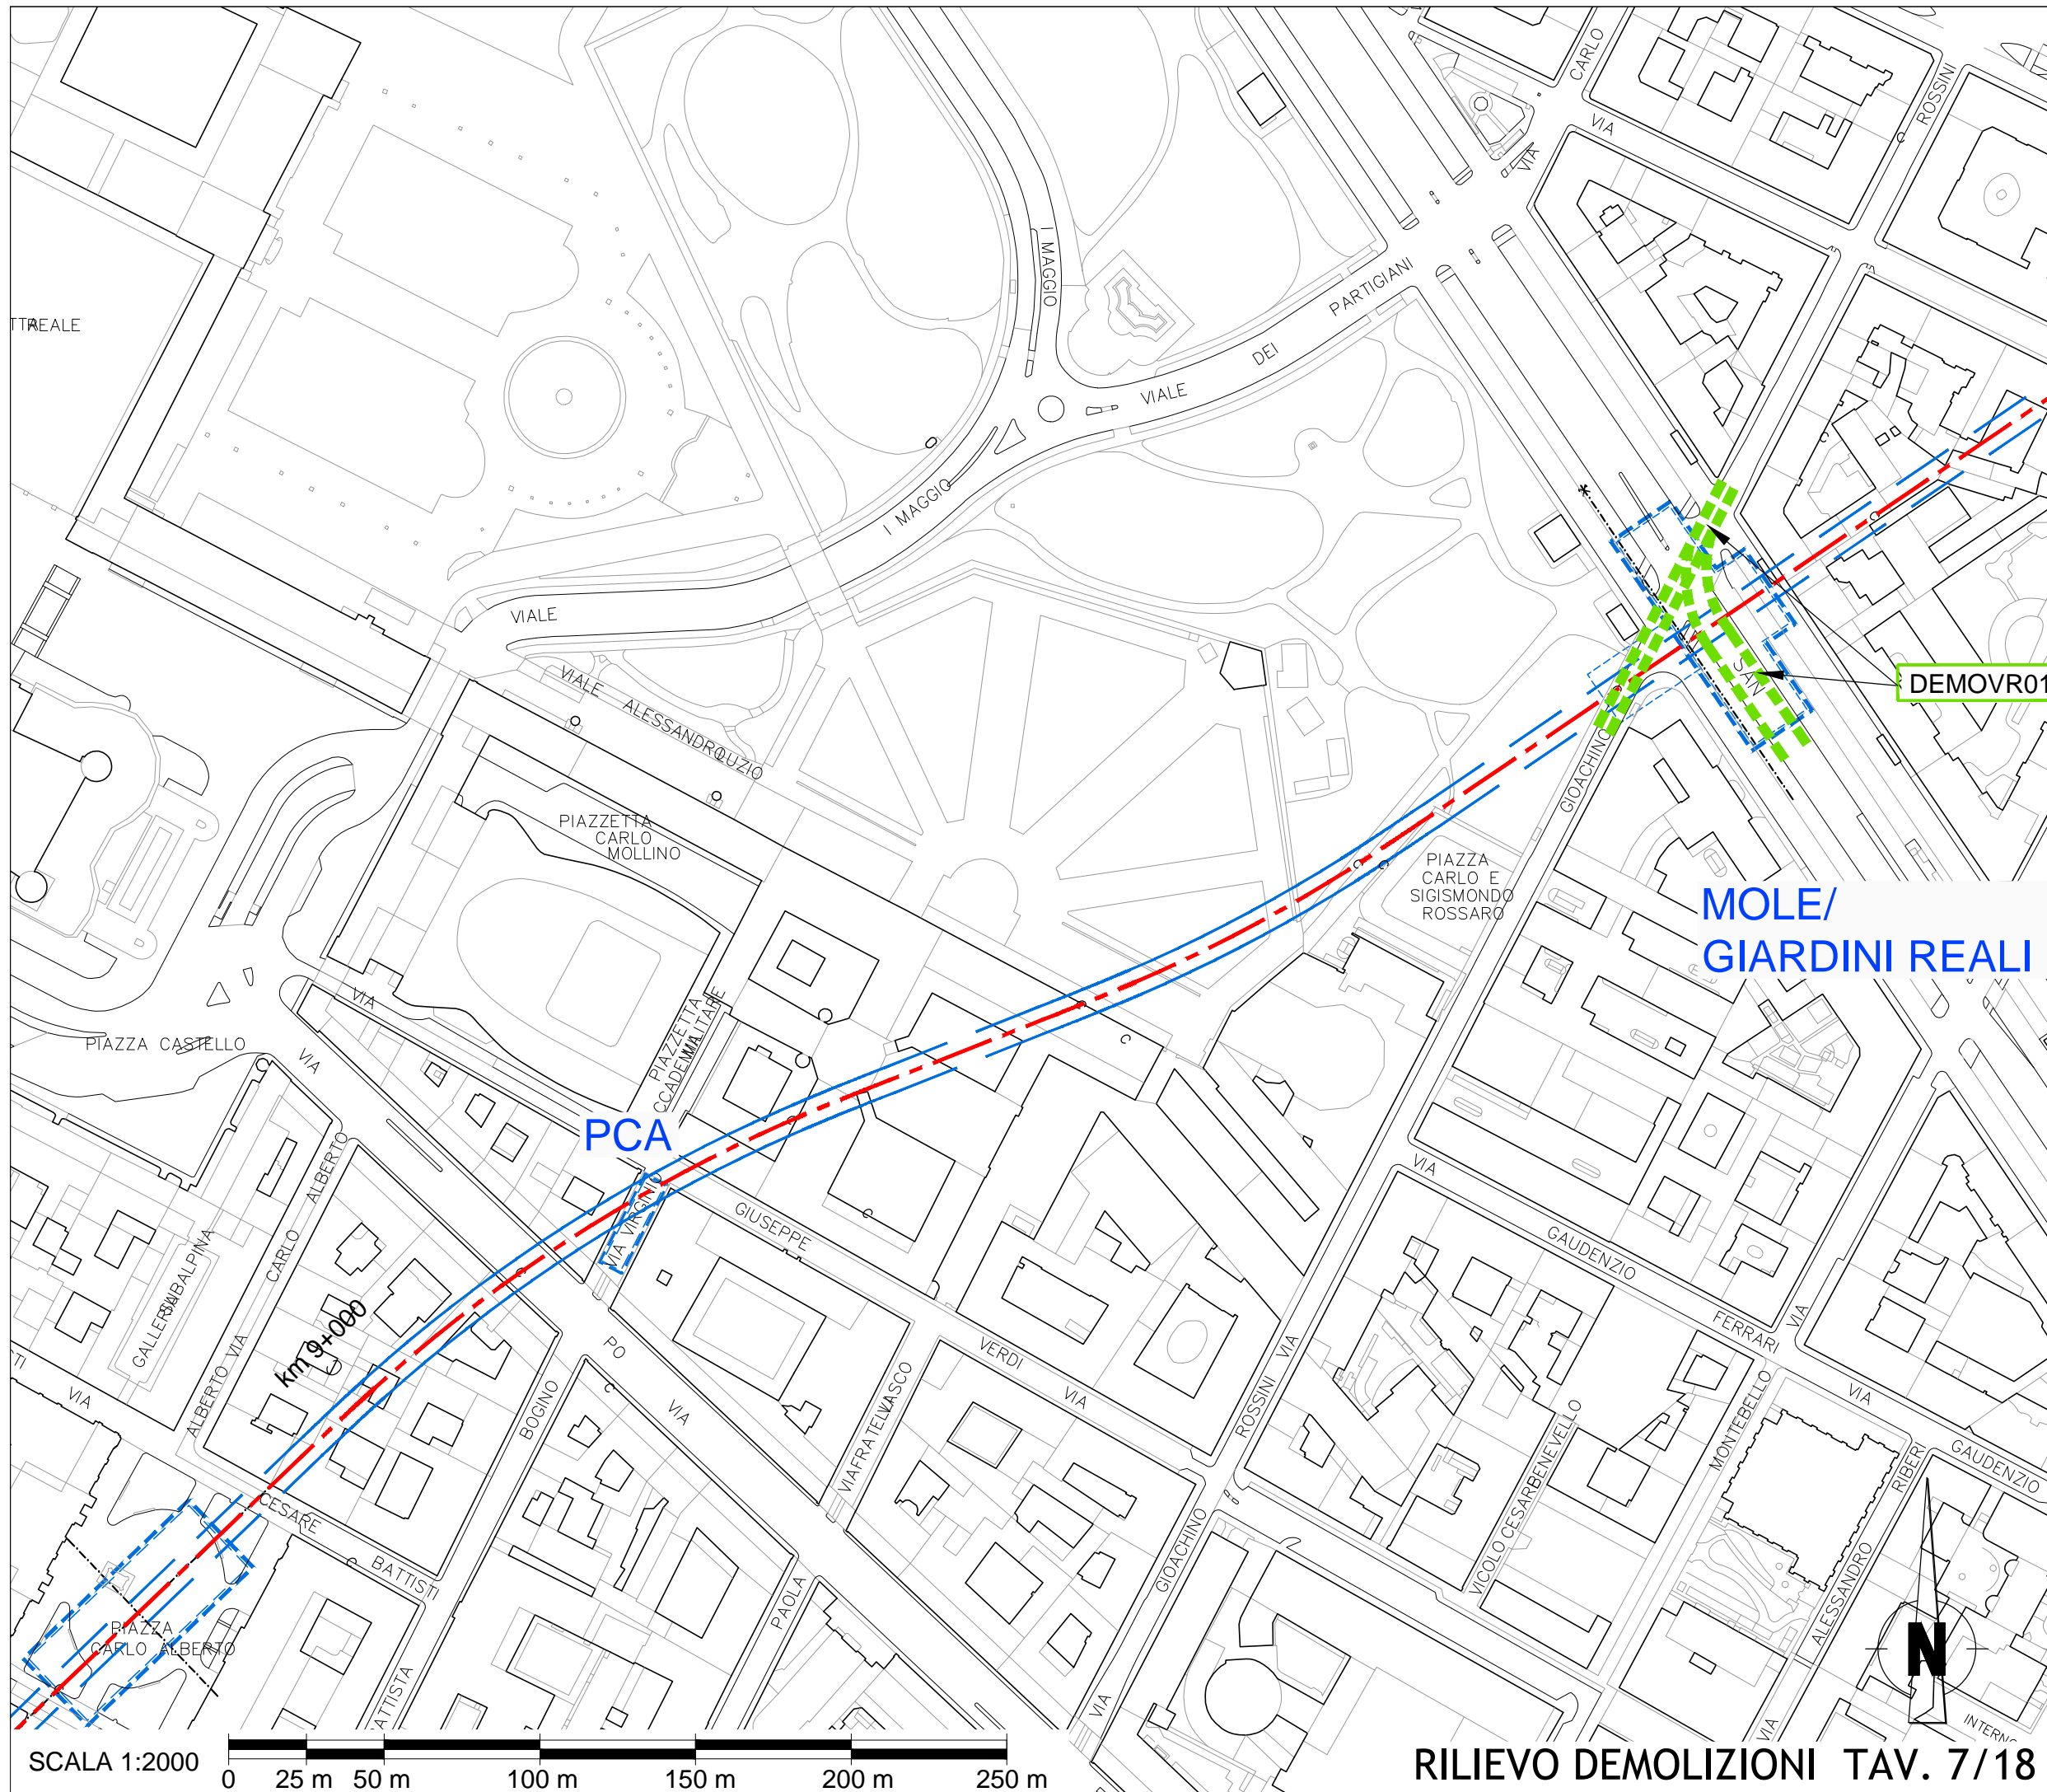 CARLO
VIA
ROSSINI
C
VIA
I MAGGIO
PARTIGIANI
DEI
VIALE
REALE
I MAGGIO
VIALE
VIALE
ALESSANDRO
LUZIO
SAN
DEMOVR01
GIOACHINO
PIAZZETTA
CARLO
MOLLINO
PIAZZA
CARLO E
SIGISMONDO
ROSSARO
MOLE/
GIARDINI REALI
VIA
PIAZZETTA
CCADEMIA
MILITARE
PIAZZA CASTELLO
VIA
PCA
VIA
ALBERTO
CARLO
GALLERIA
SUBALPINA
VIA VIRGINIO
GIUSEPPE
GAUDENZIO
FERRARI
VIA
km 9+000
PO
VIA
VERDI
VIA
VIA
ROSSINI
VASCO
VIA FRATELLI
BOGINO
ALBERTO VIA
VIA
TI
VIA
GAUDENZIO
MONTEBELLO
BENEVELLO
VICOLO CESARE
RIBERI
ALESSANDRO
VIA
CESARE
BATTISTI
GIOACHINO
VIA
PAOLA
ATTISTA
PIAZZA
CARLO ALBERTO
N
INTERNO
SCALA 1:2000
0 25 m 50 m 100 m 150 m 200 m 250 m
RILIEVO DEMOLIZIONI TAV. 7/18